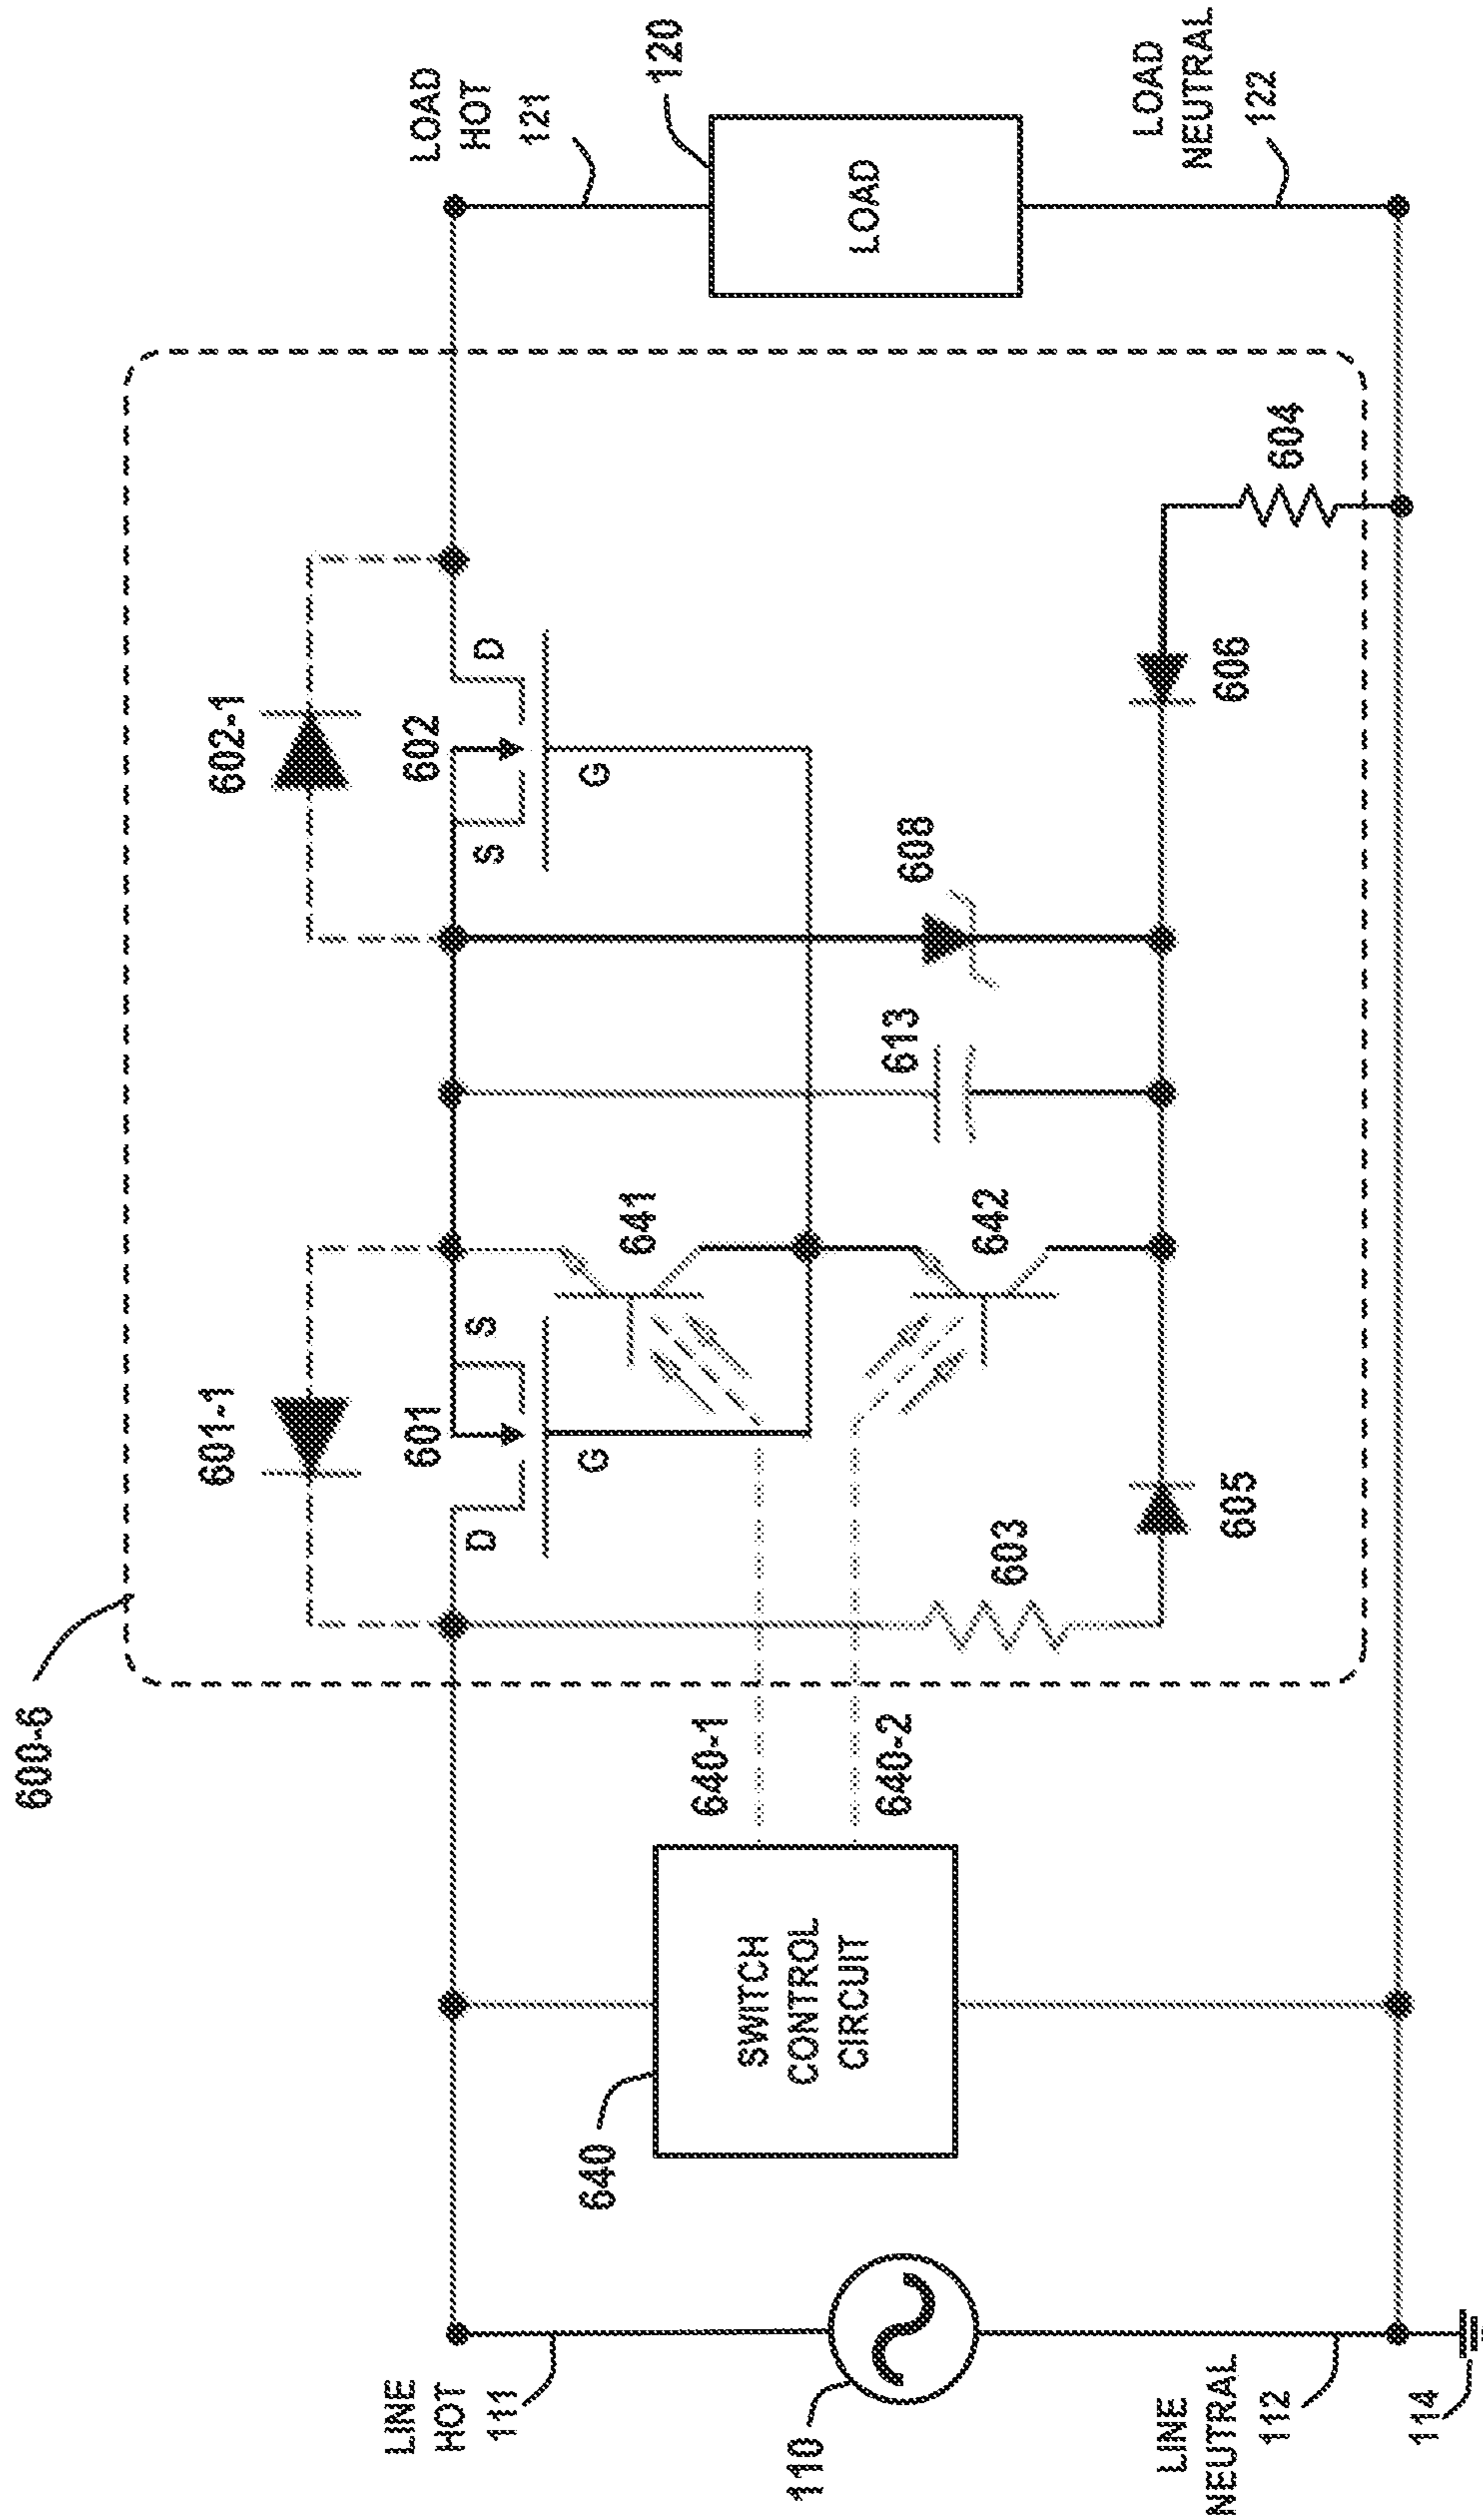 600-6
LINE
HOT
111
110
LINE
NEUTRAL
112
114
640
SWITCH
CONTROL
CIRCUIT
640-1
640-2
601-1
601
D
S
G
603
605
641
642
613
608
602-1
602
S
D
G
606
604
LOAD
HOT
121
120
LOAD
LOAD
NEUTRAL
122